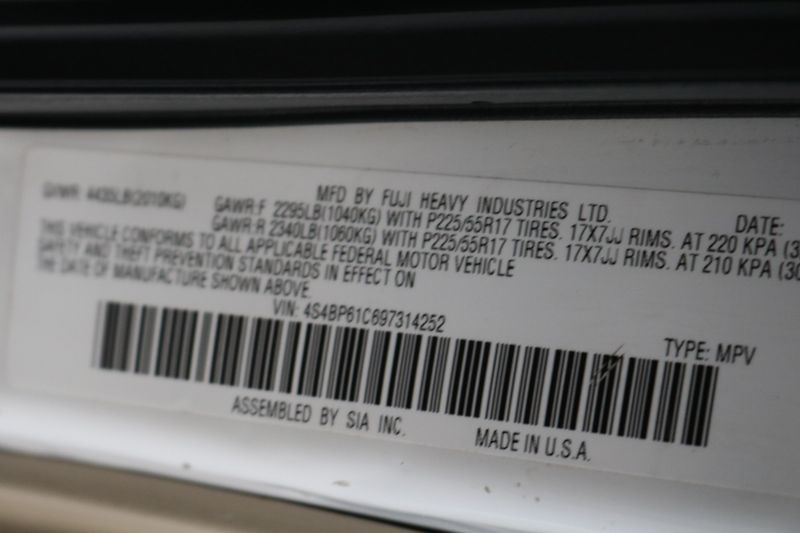 MFD BY FUJI HEAVY INDUSTRIES LTD. DATE:
GVWR: 4435LB(2010KG) GAWR:F 2295LB(1040KG) WITH P225/55R17 TIRES. 17X7JJ RIMS. AT 220 KPA
GAWR:R 2340LB(1060KG) WITH P225/55R17 TIRES. 17X7JJ RIMS. AT 210 KPA
THIS VEHICLE CONFORMS TO ALL APPLICABLE FEDERAL MOTOR VEHICLE
SAFETY AND THEFT PREVENTION STANDARDS IN EFFECT ON
THE DATE OF MANUFACTURE SHOWN ABOVE.
VIN: 4S4BP61C697314252 TYPE: MPV
ASSEMBLED BY SIA INC. MADE IN U.S.A.